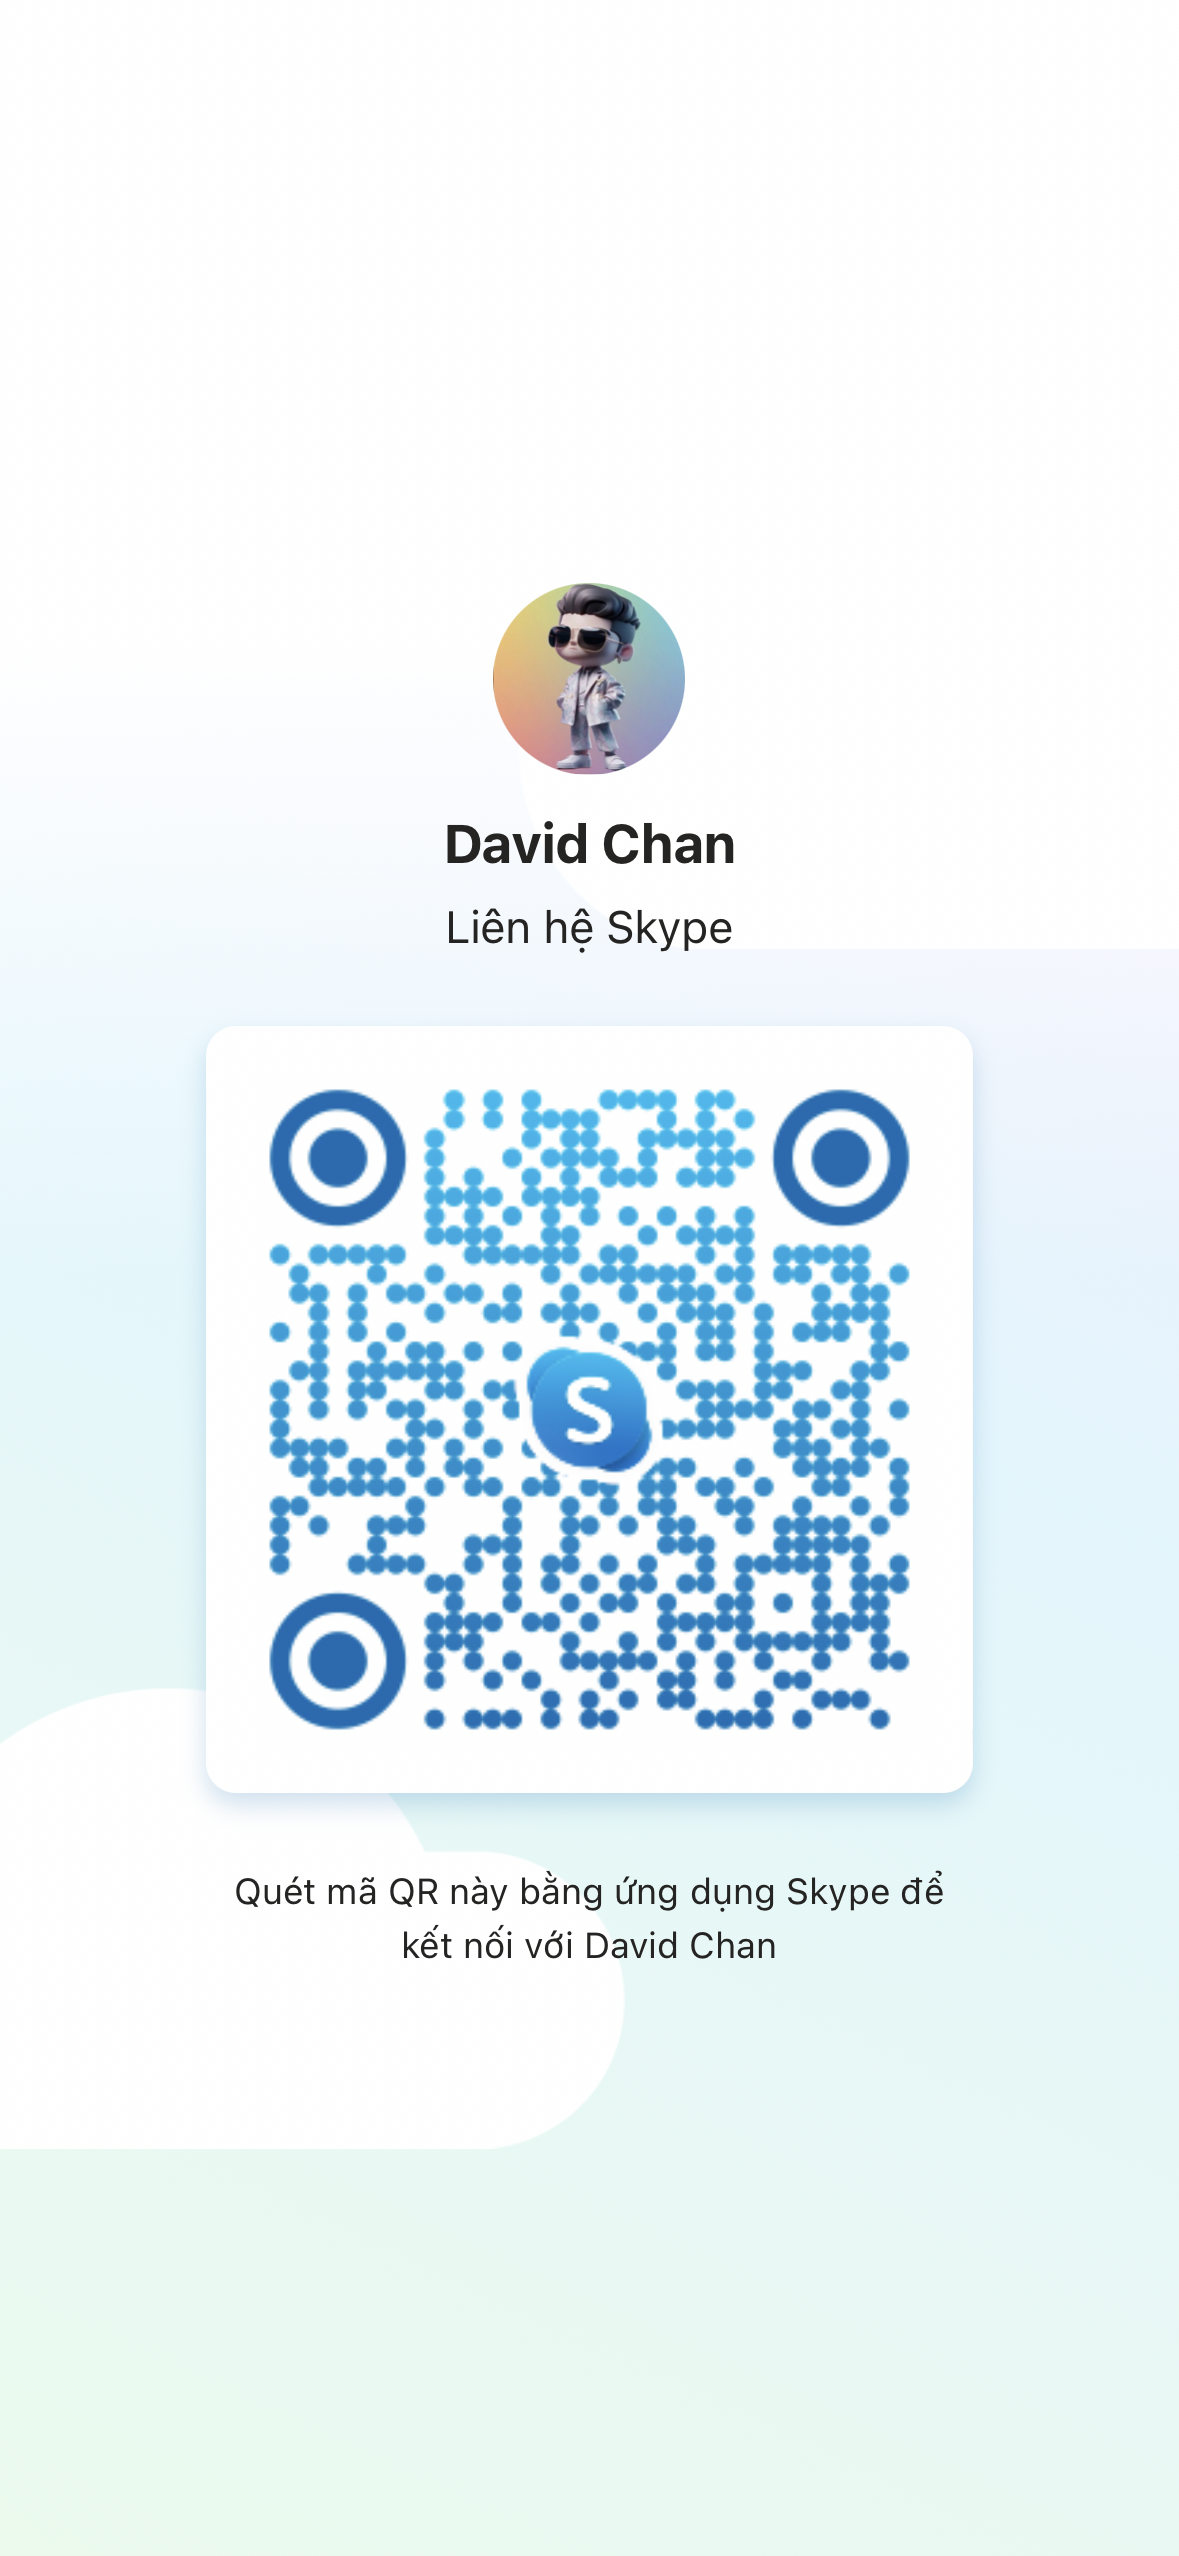 David Chan
Liên hệ Skype
S
Quét mã QR này bằng ứng dụng Skype để
kết nối với David Chan